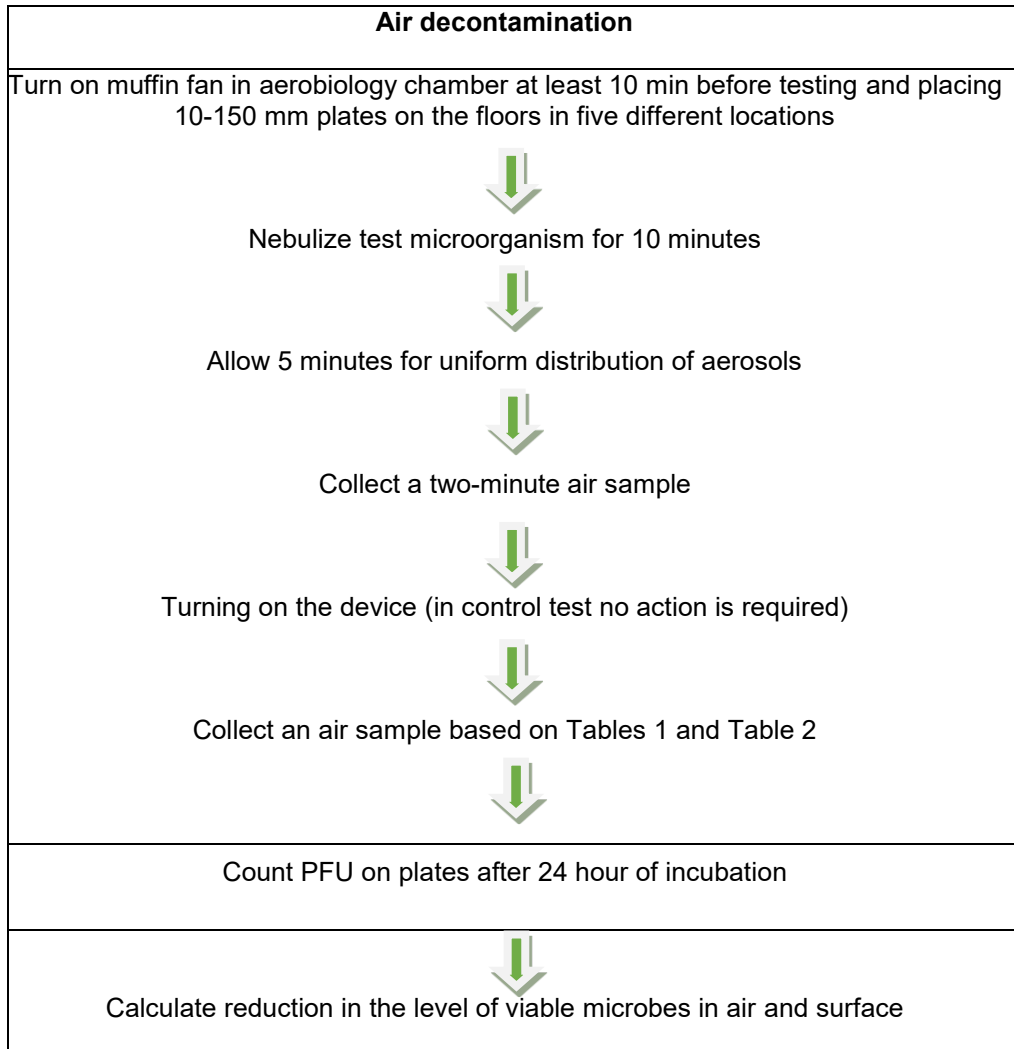 Air decontamination
Turn on muffin fan in aerobiology chamber at least 10 min before testing and placing
10-150 mm plates on the floors in five different locations
Nebulize test microorganism for 10 minutes
Allow 5 minutes for uniform distribution of aerosols
Collect a two-minute air sample
Turning on the device (in control test no action is required)
Collect an air sample based on Tables 1 and Table 2
Count PFU on plates after 24 hour of incubation
Calculate reduction in the level of viable microbes in air and surface